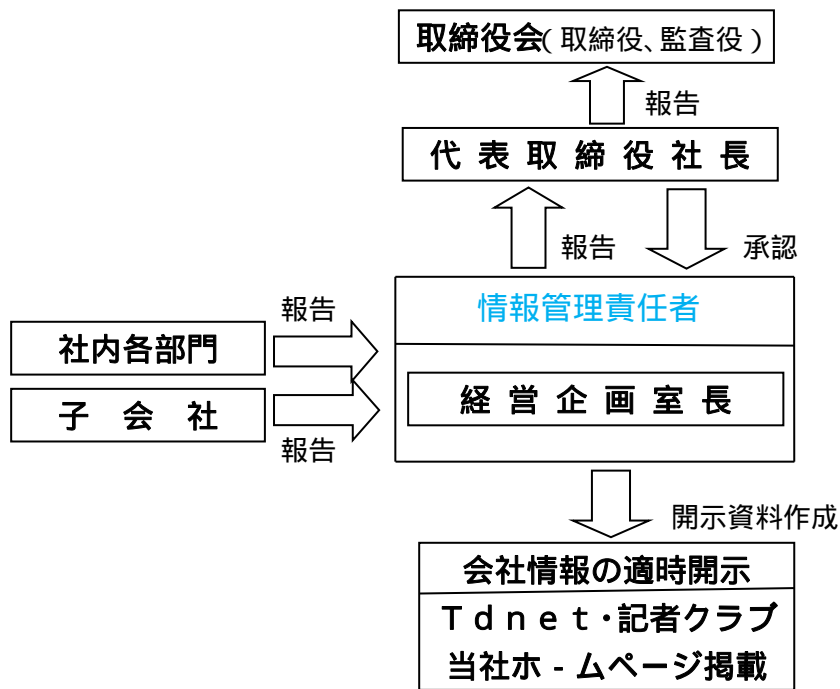 取締役会(取締役、監査役)
報告
代表取締役社長
報告
承認
情報管理責任者
報告
社内各部門
経営企画室長
子会社
報告
開示資料作成
会社情報の適時開示
Tdnet・記者クラブ
当社ホ-ムページ掲載